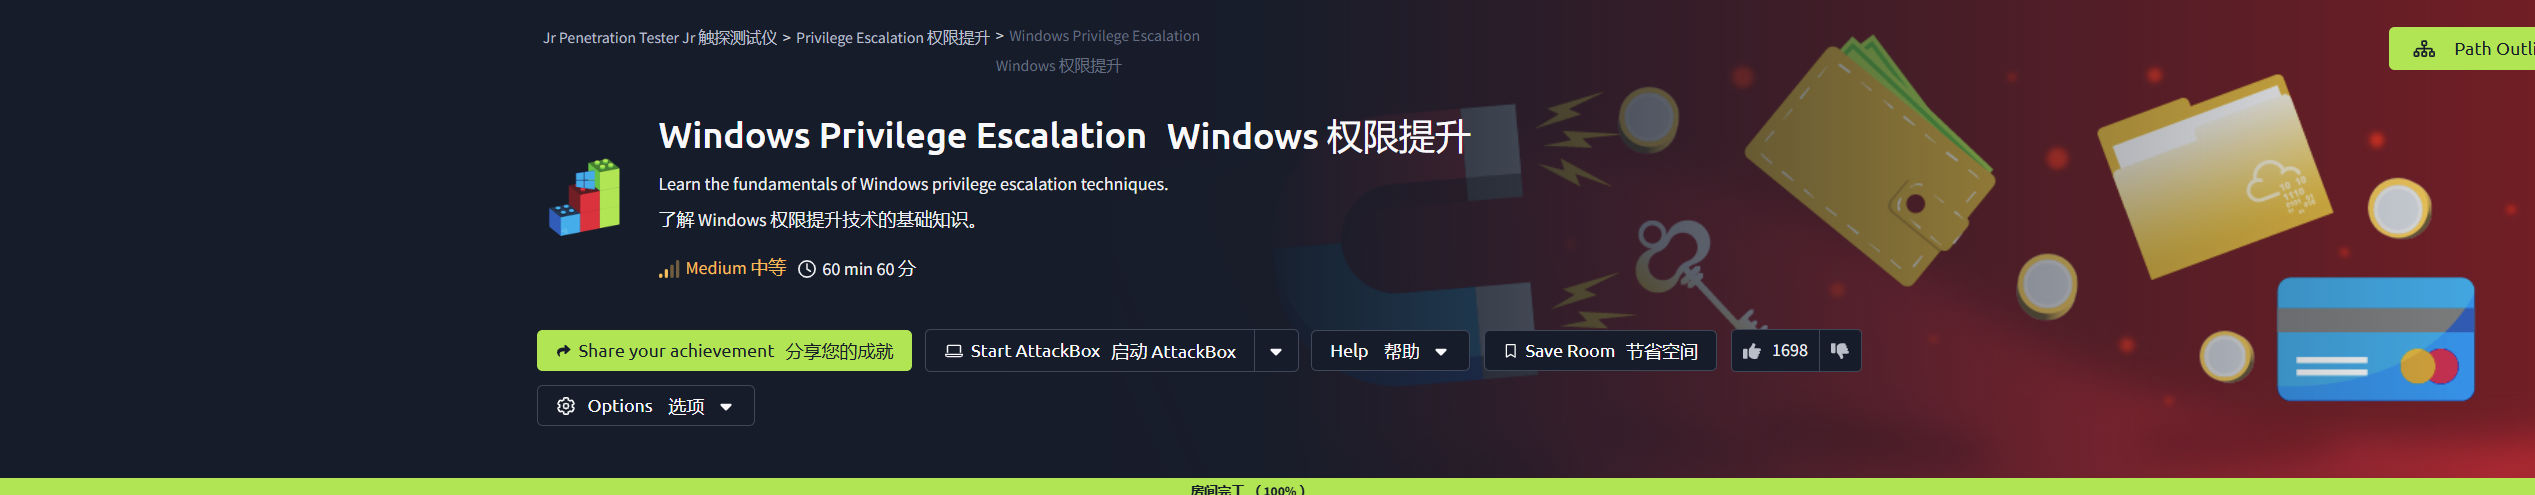 Jr Penetration Tester Jr 触探测试仪 > Privilege Escalation 权限提升 > Windows Privilege Escalation
Windows 权限提升
Path Outli
Windows Privilege Escalation Windows 权限提升
Learn the fundamentals of Windows privilege escalation techniques.
了解 Windows 权限提升技术的基础知识。
Medium 中等 60 min 60 分
Share your achievement 分享您的成就 Start AttackBox 启动 AttackBox Help 帮助 Save Room 节省空间 1698
Options 选项
房间完工 ( 100% )